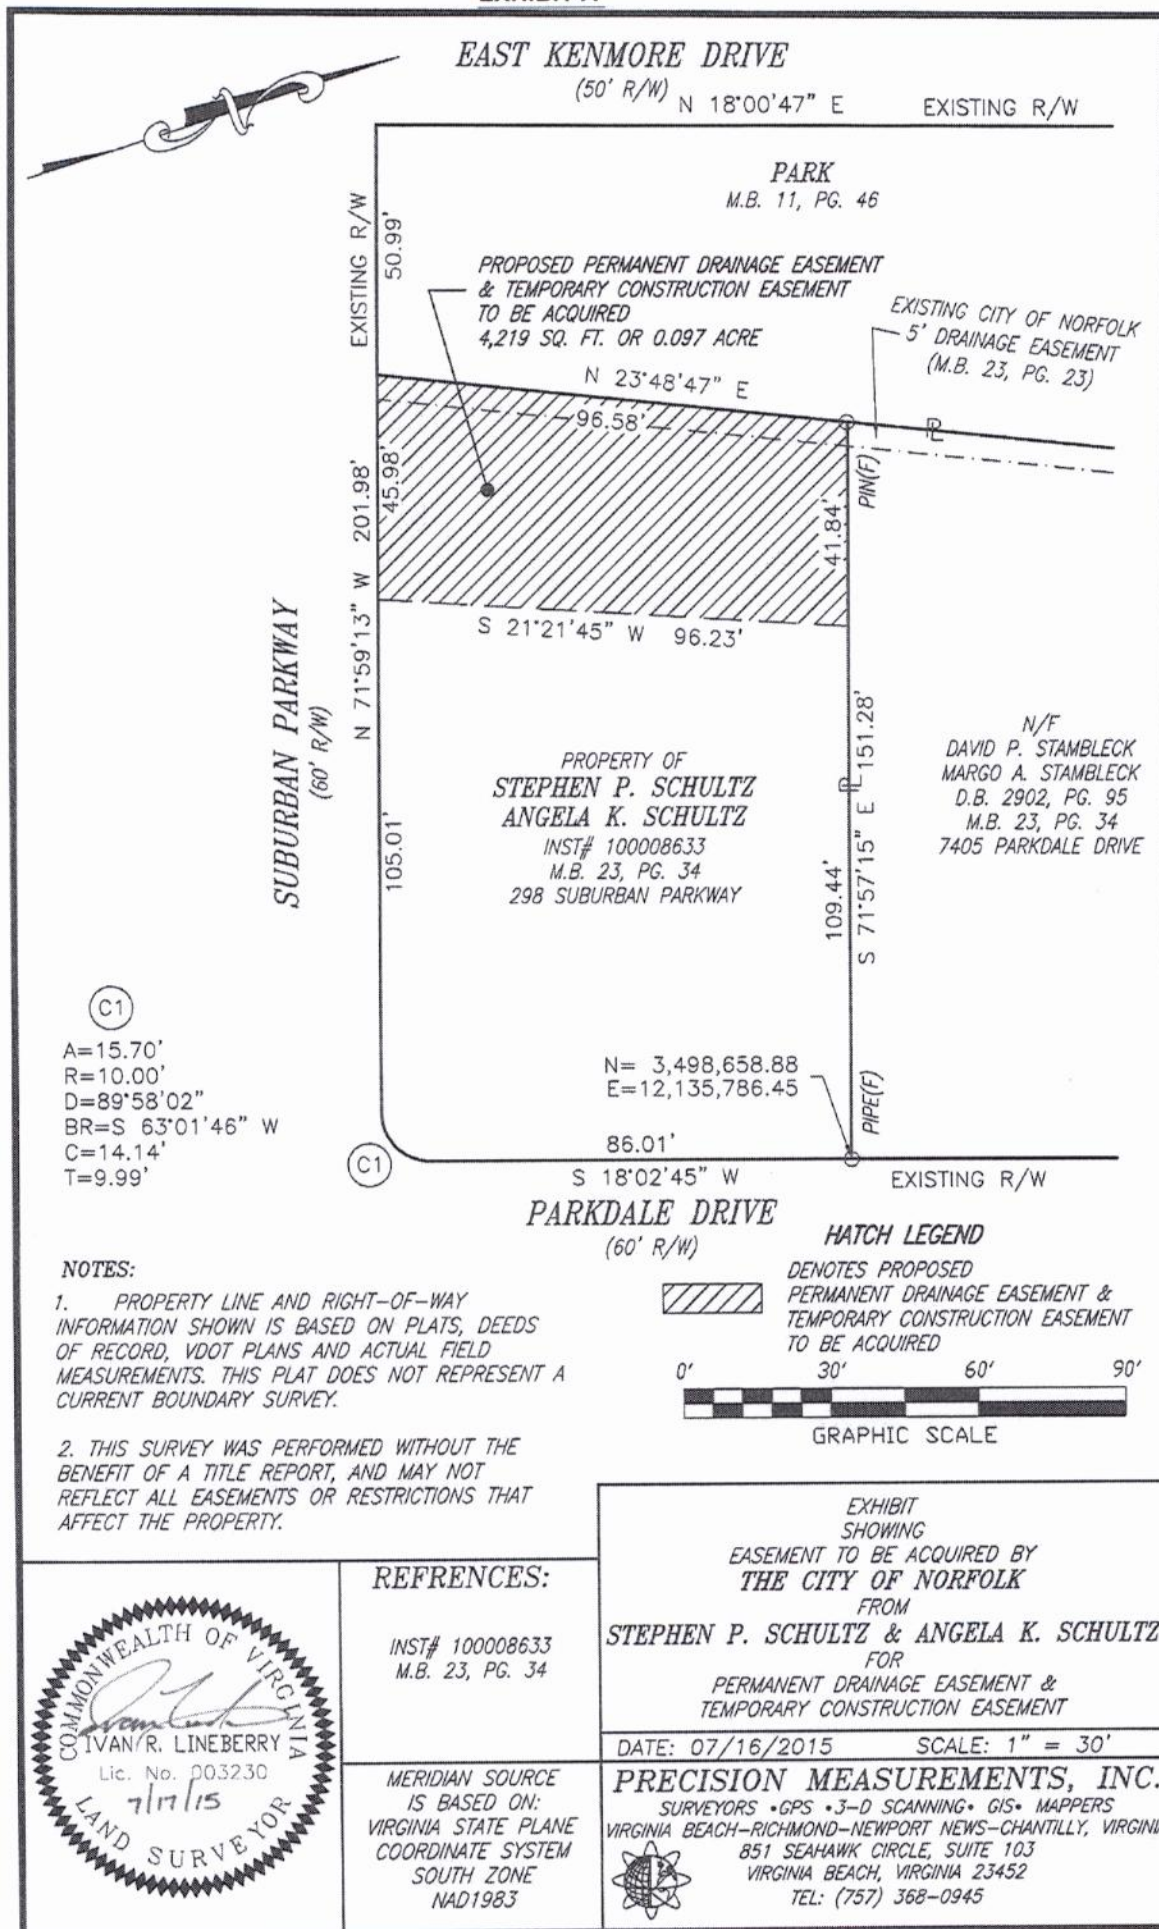 EAST KENMORE DRIVE
(50' R/W)
N 18°00'47" E
EXISTING R/W
N
PARK
M.B. 11, PG. 46
EXISTING R/W
50.99'
PROPOSED PERMANENT DRAINAGE EASEMENT
& TEMPORARY CONSTRUCTION EASEMENT
TO BE ACQUIRED
4,219 SQ. FT. OR 0.097 ACRE
EXISTING CITY OF NORFOLK
5' DRAINAGE EASEMENT
(M.B. 23, PG. 23)
N 23°48'47" E
96.58'
PL
PIN(F)
45.98'
41.84'
N 71°59'13" W 201.98'
S 21°21'45" W 96.23'
SUBURBAN PARKWAY
(60' R/W)
105.01'
PROPERTY OF
STEPHEN P. SCHULTZ
ANGELA K. SCHULTZ
INST# 100008633
M.B. 23, PG. 34
298 SUBURBAN PARKWAY
PL
S 71°57'15" E 151.28'
109.44'
N/F
DAVID P. STAMBLECK
MARGO A. STAMBLECK
D.B. 2902, PG. 95
M.B. 23, PG. 34
7405 PARKDALE DRIVE
C1
A=15.70'
R=10.00'
D=89°58'02"
BR=S 63°01'46" W
C=14.14'
T=9.99'
N= 3,498,658.88
E=12,135,786.45
PIPE(F)
C1
86.01'
S 18°02'45" W
EXISTING R/W
PARKDALE DRIVE
(60' R/W)
HATCH LEGEND
DENOTES PROPOSED
PERMANENT DRAINAGE EASEMENT &
TEMPORARY CONSTRUCTION EASEMENT
TO BE ACQUIRED
0' 30' 60' 90'
GRAPHIC SCALE
NOTES:
1. PROPERTY LINE AND RIGHT-OF-WAY
INFORMATION SHOWN IS BASED ON PLATS, DEEDS
OF RECORD, VDOT PLANS AND ACTUAL FIELD
MEASUREMENTS. THIS PLAT DOES NOT REPRESENT A
CURRENT BOUNDARY SURVEY.
2. THIS SURVEY WAS PERFORMED WITHOUT THE
BENEFIT OF A TITLE REPORT, AND MAY NOT
REFLECT ALL EASEMENTS OR RESTRICTIONS THAT
AFFECT THE PROPERTY.
COMMONWEALTH OF VIRGINIA
IVAN R. LINEBERRY
Lic. No. 003230
7/17/15
LAND SURVEYOR
REFRENCES:
INST# 100008633
M.B. 23, PG. 34
MERIDIAN SOURCE
IS BASED ON:
VIRGINIA STATE PLANE
COORDINATE SYSTEM
SOUTH ZONE
NAD1983
EXHIBIT
SHOWING
EASEMENT TO BE ACQUIRED BY
THE CITY OF NORFOLK
FROM
STEPHEN P. SCHULTZ & ANGELA K. SCHULTZ
FOR
PERMANENT DRAINAGE EASEMENT &
TEMPORARY CONSTRUCTION EASEMENT
DATE: 07/16/2015 SCALE: 1" = 30'
PRECISION MEASUREMENTS, INC.
SURVEYORS •GPS •3-D SCANNING• GIS• MAPPERS
VIRGINIA BEACH-RICHMOND-NEWPORT NEWS-CHANTILLY, VIRGINI
851 SEAHAWK CIRCLE, SUITE 103
VIRGINIA BEACH, VIRGINIA 23452
TEL: (757) 368-0945